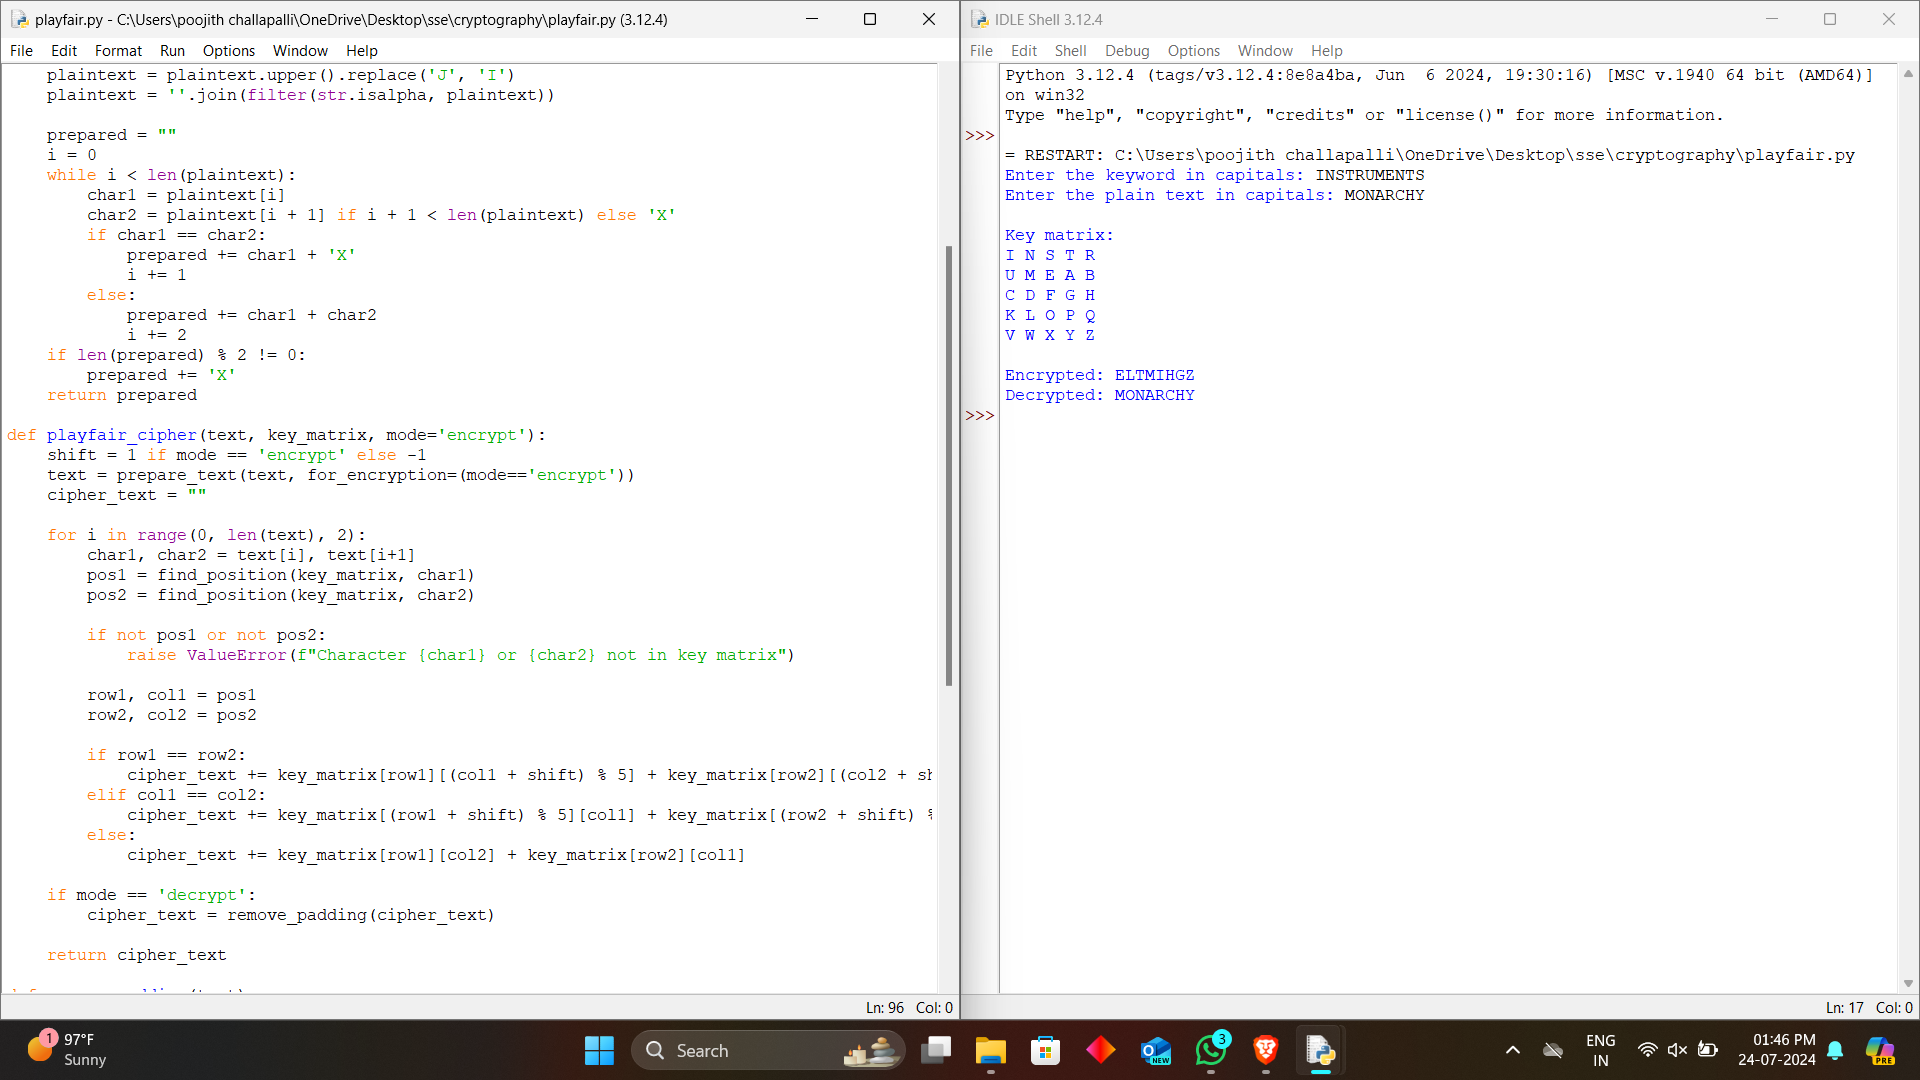 playfair.py - C:\Users\poojith challapalli\OneDrive\Desktop\sse\cryptography\playfair.py (3.12.4)
File Edit Format Run Options Window Help
    plaintext = plaintext.upper().replace('J', 'I')
    plaintext = ''.join(filter(str.isalpha, plaintext))

    prepared = ""
    i = 0
    while i < len(plaintext):
        char1 = plaintext[i]
        char2 = plaintext[i + 1] if i + 1 < len(plaintext) else 'X'
        if char1 == char2:
            prepared += char1 + 'X'
            i += 1
        else:
            prepared += char1 + char2
            i += 2
    if len(prepared) % 2 != 0:
        prepared += 'X'
    return prepared

def playfair_cipher(text, key_matrix, mode='encrypt'):
    shift = 1 if mode == 'encrypt' else -1
    text = prepare_text(text, for_encryption=(mode=='encrypt'))
    cipher_text = ""

    for i in range(0, len(text), 2):
        char1, char2 = text[i], text[i+1]
        pos1 = find_position(key_matrix, char1)
        pos2 = find_position(key_matrix, char2)

        if not pos1 or not pos2:
            raise ValueError(f"Character {char1} or {char2} not in key matrix")

        row1, col1 = pos1
        row2, col2 = pos2

        if row1 == row2:
            cipher_text += key_matrix[row1][(col1 + shift) % 5] + key_matrix[row2][(col2 + sh
        elif col1 == col2:
            cipher_text += key_matrix[(row1 + shift) % 5][col1] + key_matrix[(row2 + shift) %
        else:
            cipher_text += key_matrix[row1][col2] + key_matrix[row2][col1]

    if mode == 'decrypt':
        cipher_text = remove_padding(cipher_text)

    return cipher_text

Ln: 96 Col: 0
IDLE Shell 3.12.4
File Edit Shell Debug Options Window Help
Python 3.12.4 (tags/v3.12.4:8e8a4ba, Jun  6 2024, 19:30:16) [MSC v.1940 64 bit (AMD64)]
on win32
Type "help", "copyright", "credits" or "license()" for more information.
>>>
= RESTART: C:\Users\poojith challapalli\OneDrive\Desktop\sse\cryptography\playfair.py
Enter the keyword in capitals: INSTRUMENTS
Enter the plain text in capitals: MONARCHY

Key matrix:
I N S T R
U M E A B
C D F G H
K L O P Q
V W X Y Z

Encrypted: ELTMIHGZ
Decrypted: MONARCHY
>>>
Ln: 17 Col: 0
1
97°F
Sunny
Search
NEW
3
ENG
IN
01:46 PM
24-07-2024
PRE